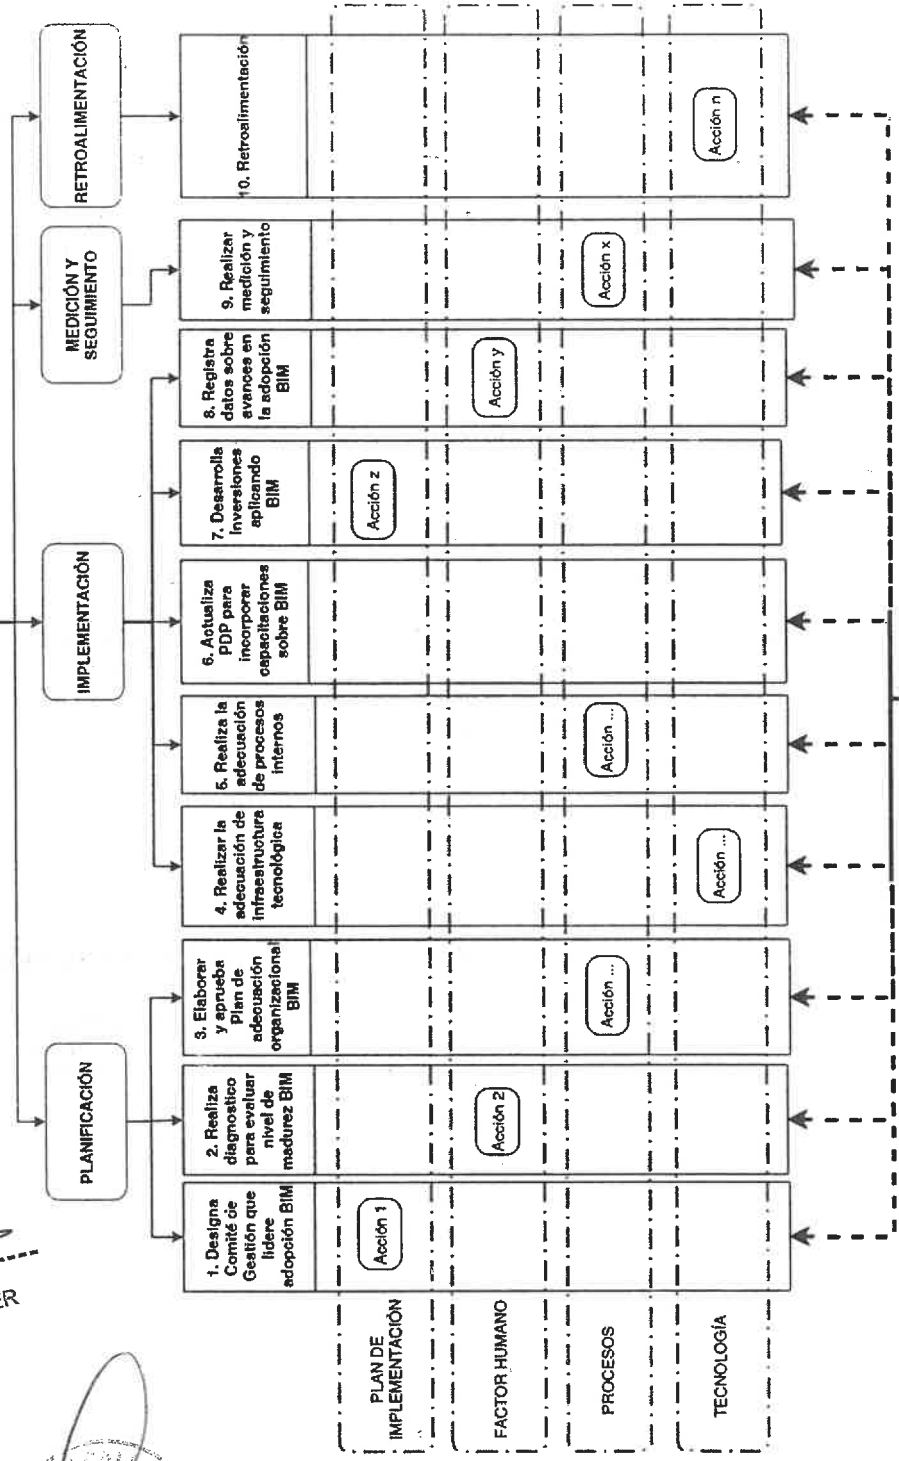 PLANIFICACIÓN
IMPLEMENTACIÓN
MEDICIÓN Y
SEGUIMIENTO
RETROALIMENTACIÓN
1. Designa
Comité de
Gestión que
lidere
adopción BIM
2. Realiza
diagnostico
para evaluar
nivel de
madurez BIM
3. Elaborar
y aprueba
Plan de
adecuación
organizacional
BIM
4. Realizar la
adecuación de
infraestructura
tecnológica
5. Realiza la
adecuación
de procesos
internos
6. Actualiza
PDP para
incorporar
capacitaciones
sobre BIM
7. Desarrolla
Inversiones
aplicando
BIM
8. Registra
datos sobre
avances en
la adopción
BIM
9. Realizar
medición y
seguimiento
10. Retroalimentación
PLAN DE
IMPLEMENTACIÓN
Acción 1
Acción z
FACTOR HUMANO
Acción 2
Acción y
PROCESOS
Acción ...
Acción ...
Acción x
TECNOLOGÍA
Acción ...
Acción n